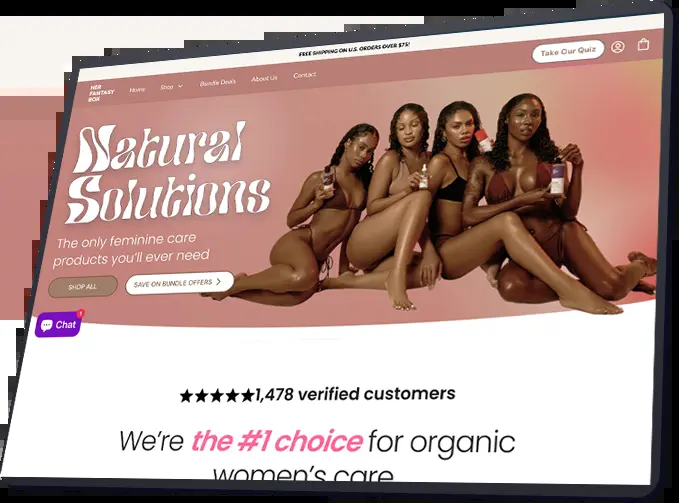 FREE SHIPPING ON U.S. ORDERS OVER $75!
HER
FANTASY
BOX
Home
Shop
Bundle Deals
About Us
Contact
Take Our Quiz
Natural
Solutions
The only feminine care
products you'll ever need
SHOP ALL
SAVE ON BUNDLE OFFERS
Chat
1,478 verified customers
We're the #1 choice for organic
women's care